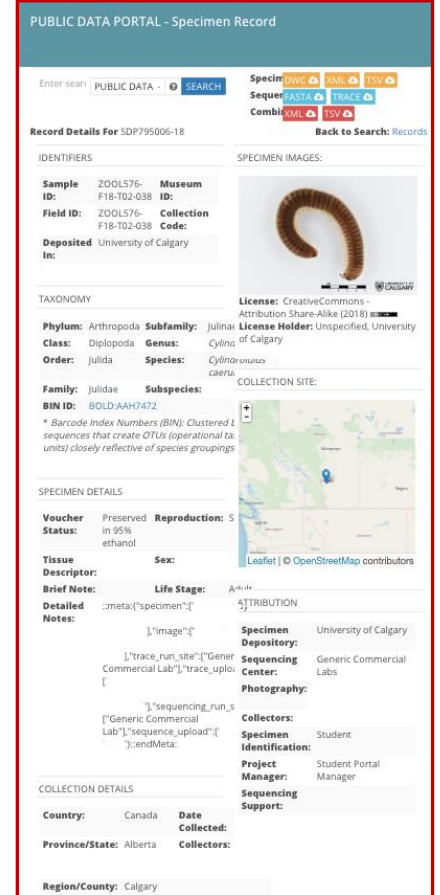 PUBLIC DATA PORTAL - Specimen Record
Enter sear
PUBLIC DATA -
SEARCH
Specim
DWC XML TSV
Sequer
FASTA TRACE
Combi
XML TSV
Record Details For SDP795006-18
Back to Search: Records
IDENTIFIERS
Sample ZOOL576- Museum
ID: F18-T02-038 ID:
Field ID: ZOOL576- Collection
F18-T02-038 Code:
Deposited University of Calgary
In:
TAXONOMY
Phylum: Arthropoda Subfamily: Julinae
Class: Diplopoda Genus: Cylind
Order: Julida Species: Cylindroiulus
caerul
Family: Julidae Subspecies:
BIN ID: BOLD:AAH7472
* Barcode Index Numbers (BIN): Clustered b
sequences that create OTUs (operational ta
units) closely reflective of species groupings
SPECIMEN DETAILS
Voucher Preserved Reproduction: S
Status: in 95%
ethanol
Tissue Sex:
Descriptor:
Brief Note: Life Stage: Adult
Detailed ::meta:{"specimen":["
Notes:
],"image":["
],"trace_run_site":["Gener
Commercial Lab"],"trace_uploa
["
"],"sequencing_run_s
["Generic Commercial
Lab"],"sequence_upload":["
"}::endMeta:
COLLECTION DETAILS
Country: Canada Date
Collected:
Province/State: Alberta Collectors:
Region/County: Calgary
SPECIMEN IMAGES:
UNIVERSITY OF
CALGARY
License: CreativeCommons -
Attribution Share-Alike (2018)
License Holder: Unspecified, University
of Calgary
COLLECTION SITE:
+
-
Leaflet | © OpenStreetMap contributors
ATTRIBUTION
Specimen University of Calgary
Depository:
Sequencing Generic Commercial
Center: Labs
Photography:
Collectors:
Specimen Student
Identification:
Project Student Portal
Manager: Manager
Sequencing
Support: